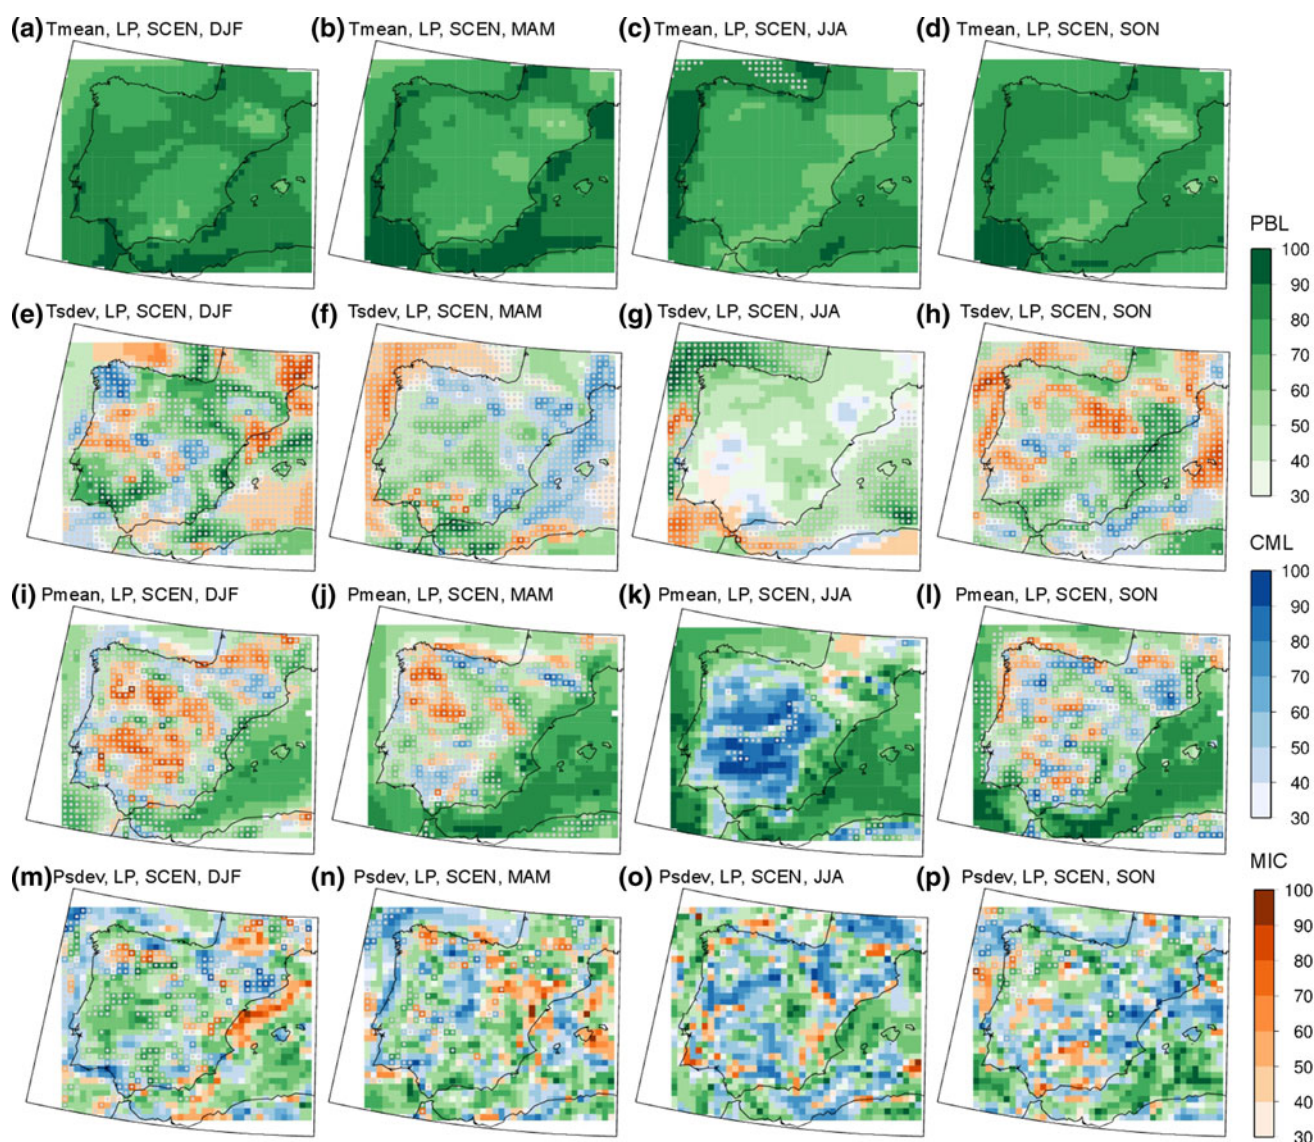 (a) Tmean, LP, SCEN, DJF
(b) Tmean, LP, SCEN, MAM
(c) Tmean, LP, SCEN, JJA
(d) Tmean, LP, SCEN, SON
(e) Tsdev, LP, SCEN, DJF
(f) Tsdev, LP, SCEN, MAM
(g) Tsdev, LP, SCEN, JJA
(h) Tsdev, LP, SCEN, SON
(i) Pmean, LP, SCEN, DJF
(j) Pmean, LP, SCEN, MAM
(k) Pmean, LP, SCEN, JJA
(l) Pmean, LP, SCEN, SON
(m) Psdev, LP, SCEN, DJF
(n) Psdev, LP, SCEN, MAM
(o) Psdev, LP, SCEN, JJA
(p) Psdev, LP, SCEN, SON
PBL
100
90
80
70
60
50
40
30
CML
100
90
80
70
60
50
40
30
MIC
100
90
80
70
60
50
40
30